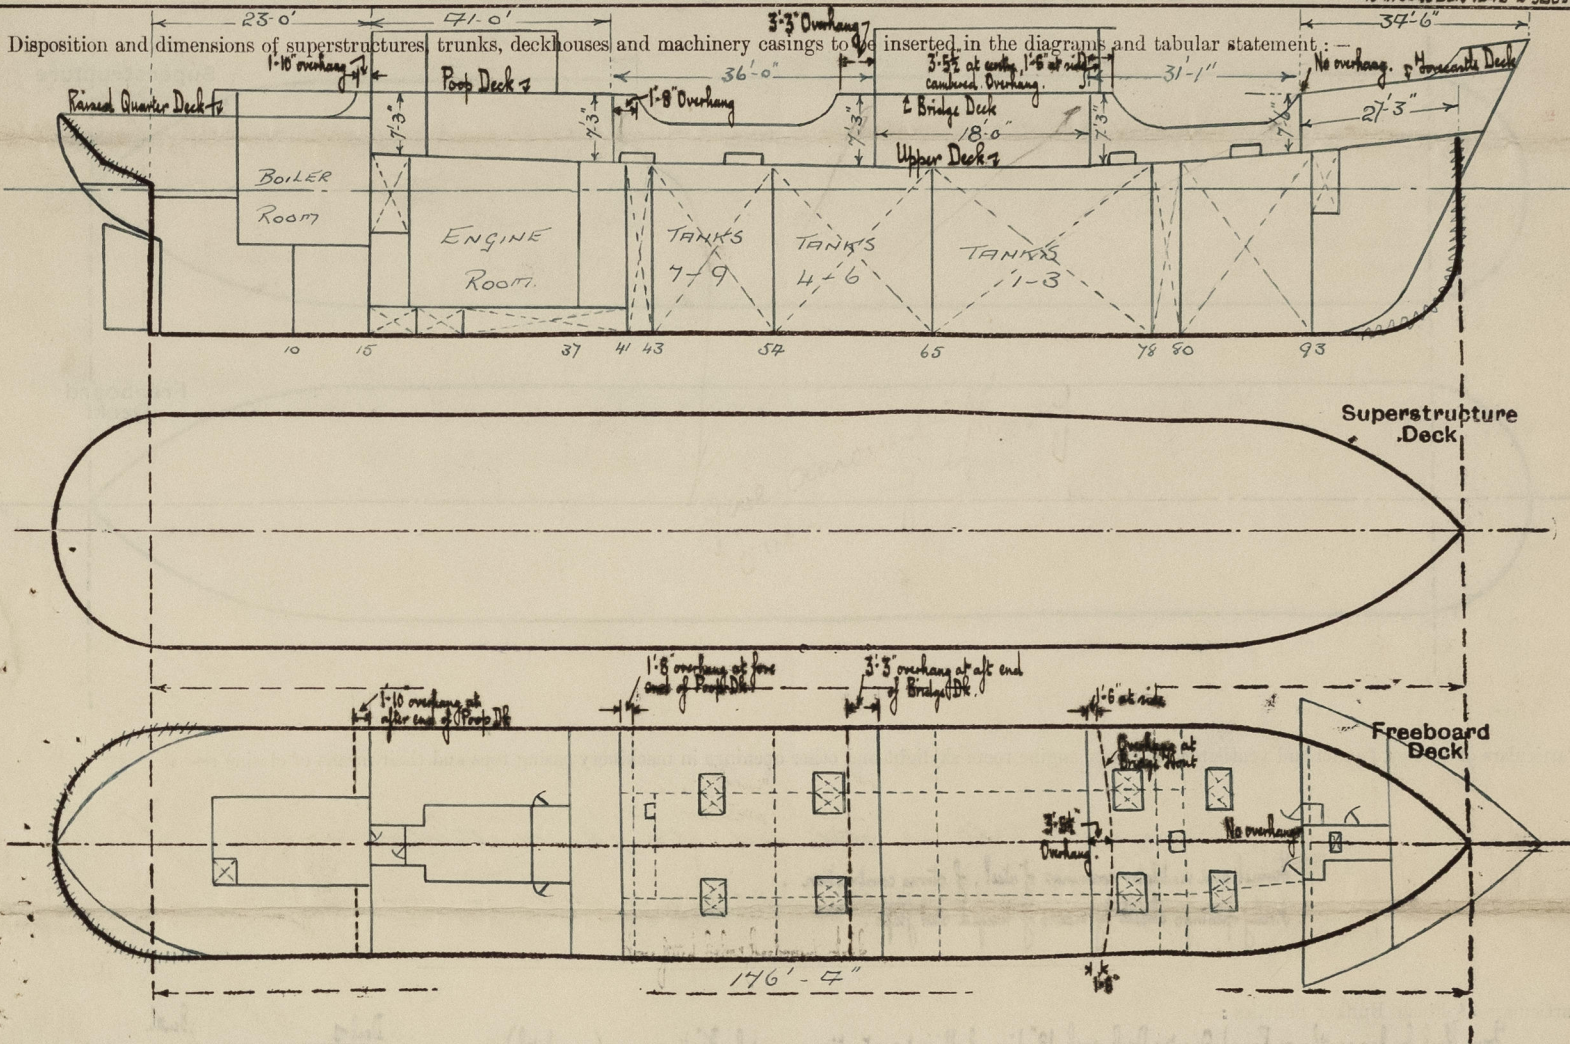 23-0'
41-0'
3'-3" Overhang
34'-6"
Disposition and dimensions of superstructures, trunks, deckhouses and machinery casings to be inserted in the diagrams and tabular statement :—
1-10" overhang
Poop Deck
36'-0"
3'-5½" at centre, 1'-6" at side
cambered Overhang.
31'-1"
No overhang.
Forecastle Deck
Raised Quarter Deck
1'-8" Overhang
Bridge Deck
27'-3"
7'-3"
7'-3"
7'-3"
18'-0"
7'-3"
7'-6"
Upper Deck
BOILER
ROOM
ENGINE
ROOM.
TANKS
7-9
TANKS
4-6
TANKS
1-3
10 15 37 41 43 54 65 78 80 93
Superstructure
Deck
1'-8" overhang at fore
end of Poop Dk.
3'-3" overhang at aft end
of Bridge Dk.
1-10 overhang at
after end of Poop Dk
1'-6" at side
Freeboard
Deck
Overhang at
Bridge Front
3'-5½"
Overhang.
No overhang
146'-7"
1'-6"